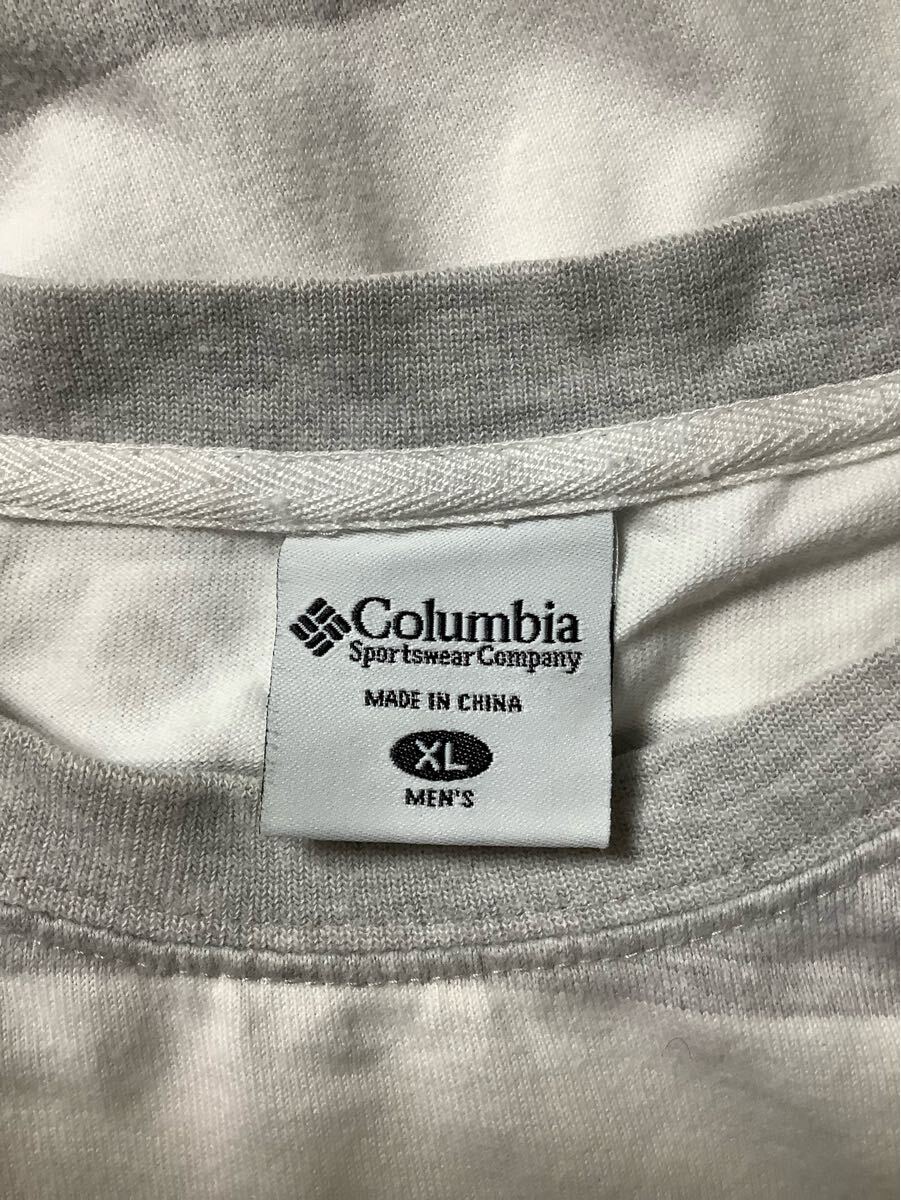 Columbia
Sportswear Company
MADE IN CHINA
XL
MEN'S